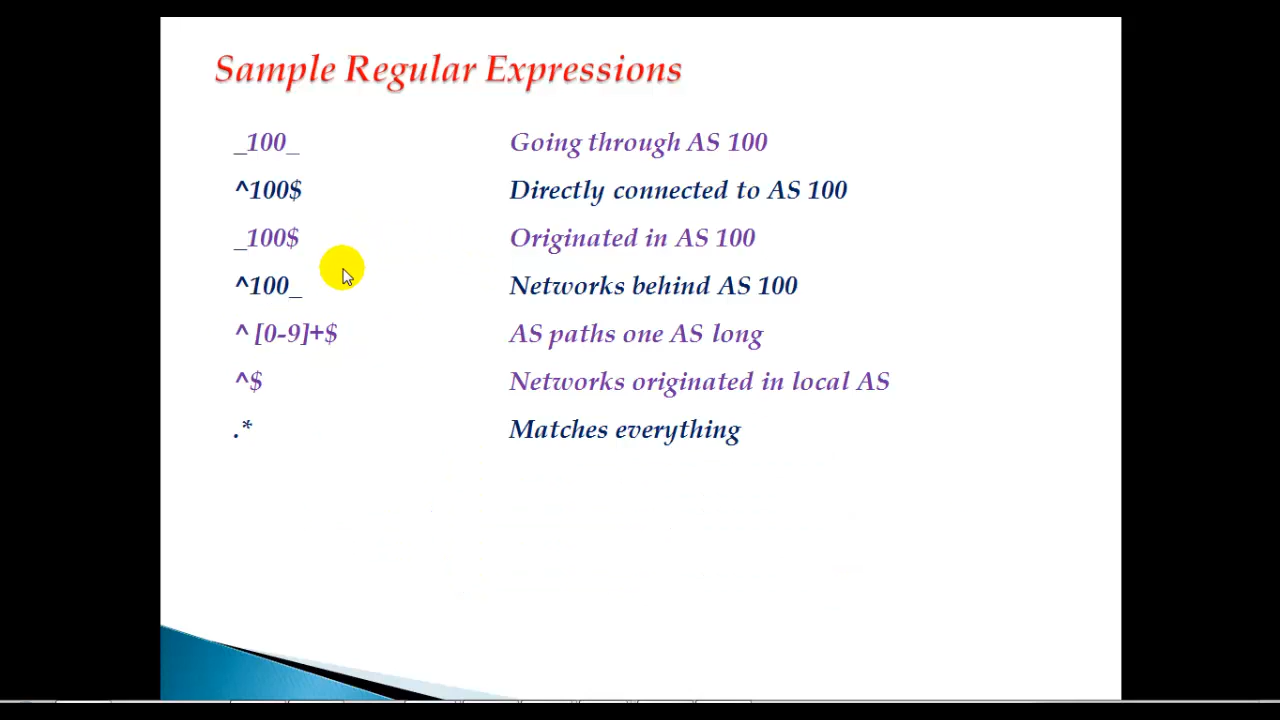 Sample Regular Expressions
_100_ Going through AS 100
^100$ Directly connected to AS 100
_100$ Originated in AS 100
^100_ Networks behind AS 100
^ [0-9]+$ AS paths one AS long
^$ Networks originated in local AS
.* Matches everything